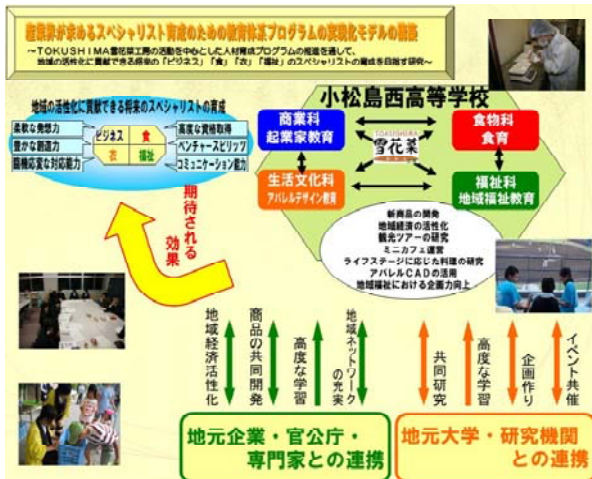 産業界が求めるスペシャリスト育成のための教育体系プログラムの実践化モデルの構築
～TOKUSHIMA雪花菜工房の活動を中心とした人材育成プログラムの推進を通して、
地域の活性化に貢献できる将来の「ビジネス」「食」「衣」「福祉」のスペシャリストの育成を目指す研究～
地域の活性化に貢献できる将来のスペシャリストの育成
柔軟な発想力
豊かな創造力
臨機応変な対応能力
ビジネス
食
衣
福祉
高度な資格取得
ベンチャースピリッツ
コミュニケーション能力
期待される
効果
小松島西高等学校
商業科
起業家教育
食物科
食育
TOKUSHIMA
雪花菜
生活文化科
アパレルデザイン教育
福祉科
地域福祉教育
新商品の開発
地域経済の活性化
観光ツアーの研究
ミニカフェ運営
ライフステージに応じた料理の研究
アパレルCADの活用
地域福祉における企画力向上
地域経済活性化
商品の共同開発
高度な学習
地域ネットワーク
の充実
共同研究
高度な学習
企画作り
イベント共催
地元企業・官公庁・
専門家との連携
地元大学・研究機関
との連携